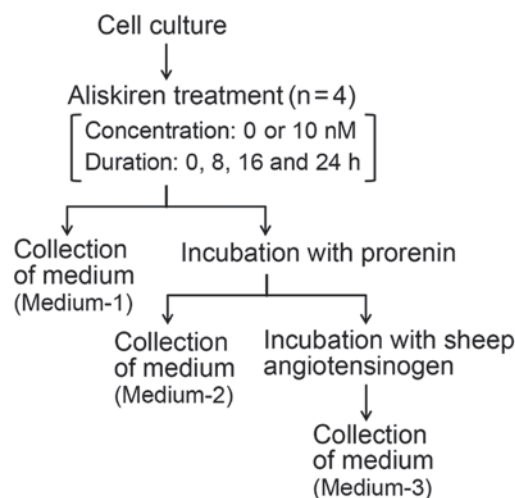 Cell culture
Aliskiren treatment (n=4)
Concentration: 0 or 10 nM
Duration: 0, 8, 16 and 24 h
Collection
of medium
(Medium-1)
Incubation with prorenin
Collection
of medium
(Medium-2)
Incubation with sheep
angiotensinogen
Collection
of medium
(Medium-3)